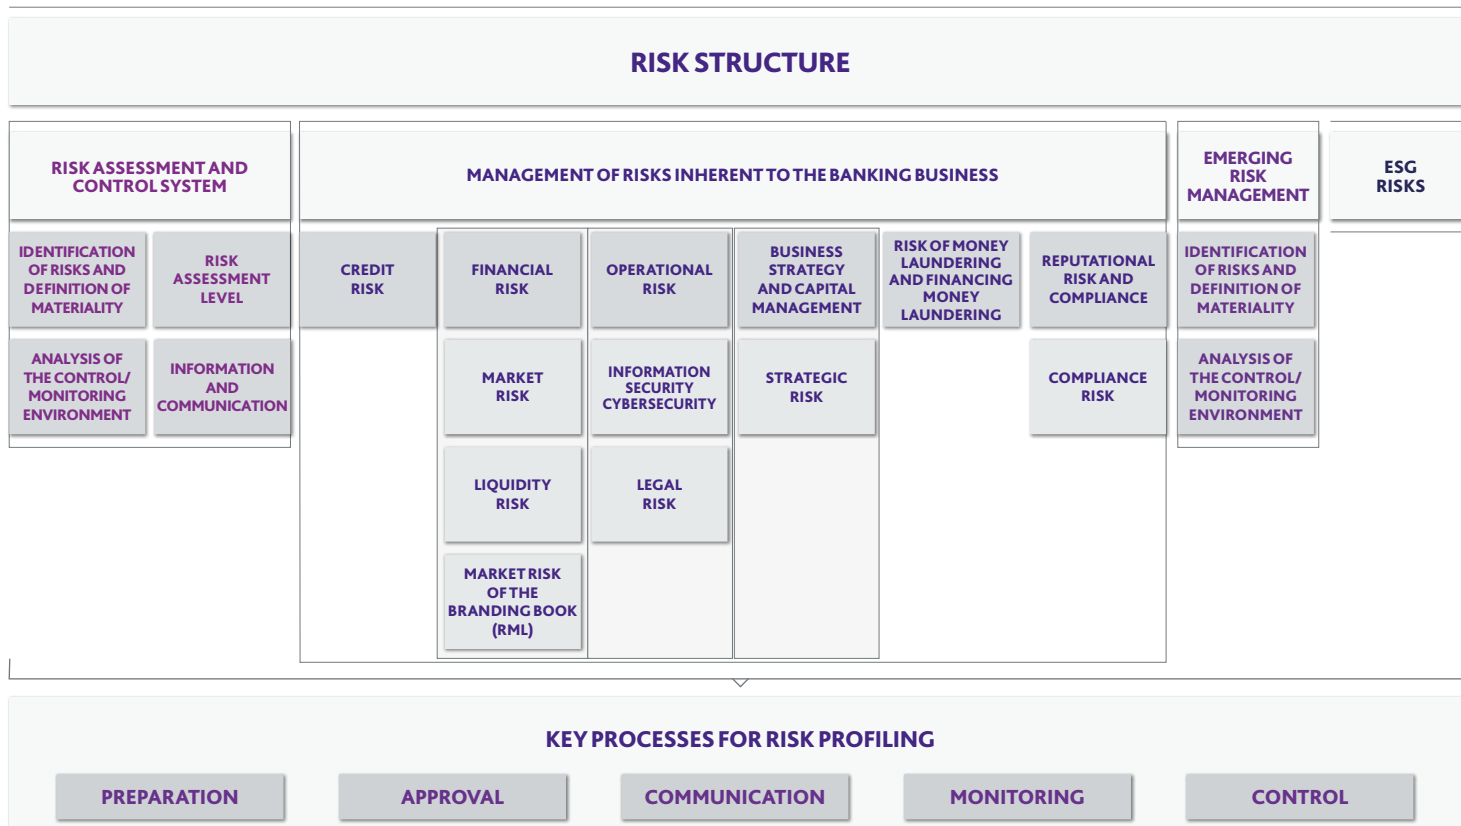 RISK STRUCTURE
RISK ASSESSMENT AND
CONTROL SYSTEM
MANAGEMENT OF RISKS INHERENT TO THE BANKING BUSINESS
EMERGING
RISK
MANAGEMENT
ESG
RISKS
IDENTIFICATION
OF RISKS AND
DEFINITION OF
MATERIALITY
RISK
ASSESSMENT
LEVEL
CREDIT
RISK
FINANCIAL
RISK
OPERATIONAL
RISK
BUSINESS
STRATEGY
AND CAPITAL
MANAGEMENT
RISK OF MONEY
LAUNDERING
AND FINANCING
MONEY
LAUNDERING
REPUTATIONAL
RISK AND
COMPLIANCE
IDENTIFICATION
OF RISKS AND
DEFINITION OF
MATERIALITY
ANALYSIS OF
THE CONTROL/
MONITORING
ENVIRONMENT
INFORMATION
AND
COMMUNICATION
MARKET
RISK
INFORMATION
SECURITY
CYBERSECURITY
STRATEGIC
RISK
COMPLIANCE
RISK
ANALYSIS OF
THE CONTROL/
MONITORING
ENVIRONMENT
LIQUIDITY
RISK
LEGAL
RISK
MARKET RISK
OF THE
BRANDING BOOK
(RML)
KEY PROCESSES FOR RISK PROFILING
PREPARATION
APPROVAL
COMMUNICATION
MONITORING
CONTROL